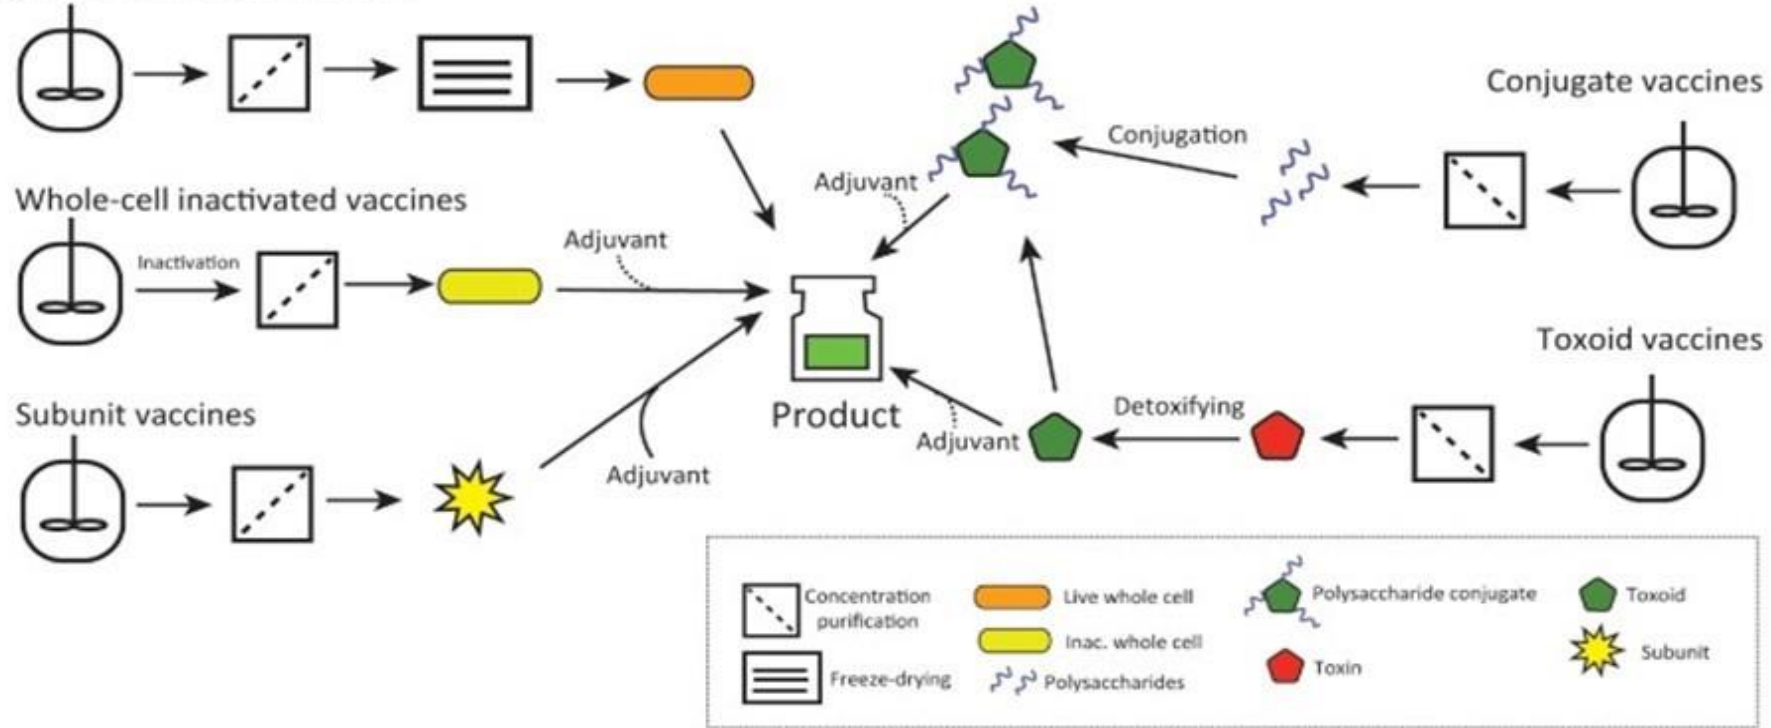 Conjugate vaccines
Conjugation
Adjuvant
Whole-cell inactivated vaccines
Adjuvant
Inactivation
Toxoid vaccines
Subunit vaccines
Product
Detoxifying
Adjuvant
Adjuvant
Concentration
purification
Live whole cell
Polysaccharide conjugate
Toxoid
Inac. whole cell
Subunit
Freeze-drying
Polysaccharides
Toxin